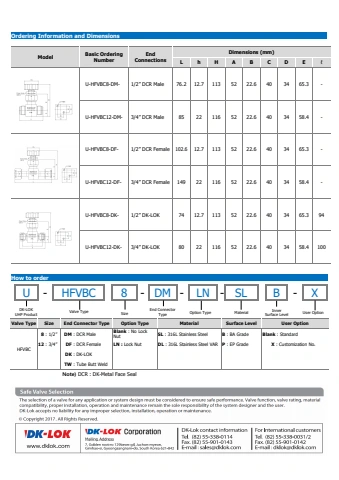 Ordering Information and Dimensions
Model Basic Ordering Number End Connections Dimensions (mm)
L h H A B C D E ℓ
U-HFVBC8-DM- 1/2" DCR Male 76.2 12.7 113 52 22.6 40 34 65.3 -
U-HFVBC12-DM- 3/4" DCR Male 85 22 116 52 22.6 40 34 58.4 -
U-HFVBC8-DF- 1/2" DCR Female 102.6 12.7 113 52 22.6 40 34 65.3 -
U-HFVBC12-DF- 3/4" DCR Female 149 22 116 52 22.6 40 34 58.4 -
U-HFVBC8-DK- 1/2" DK-LOK 74 12.7 113 52 22.6 40 34 65.3 94
U-HFVBC12-DK- 3/4" DK-LOK 80 22 116 52 22.6 40 34 58.4 100
How to order
U - HFVBC 8 - DM - LN - SL B - X
DK-LOK UHP Product Valve Type Size End Connector Type Option Type Material Inner Surface Level User Option
Valve Type Size End Connector Type Option Type Material Surface Level User Option
HFVBC
8 : 1/2"
12 : 3/4"
DM : DCR Male
DF : DCR Female
DK : DK-LOK
TW : Tube Butt Weld
Blank : No Lock Nut
LN : Lock Nut
SL : 316L Stainless Steel
DL : 316L Stainless Steel VAR
B : BA Grade
P : EP Grade
Blank : Standard
X : Customization No.
Note) DCR : DK-Metal Face Seal
Safe Valve Selection
The selection of a valve for any application or system design must be considered to ensure safe performance. Valve function, valve rating, material
compatibility, proper installation, operation and maintenance remain the sole responsibility of the system designer and the user.
DK-Lok accepts no liability for any improper selection, installation, operation or maintenance.
© Copyright 2017. All Rights Reserved.
DK-LOK
www.dklok.com
DK-LOK Corporation
Mailing Address
DK-LOK contact information
Tel. (82) 55-338-0114
Fax. (82) 55-901-0143
E-mail : sales@dklok.com
For International customers
Tel. (82) 55-338-0031/2
Fax. (82) 55-901-0142
E-mail : dklok@dklok.com